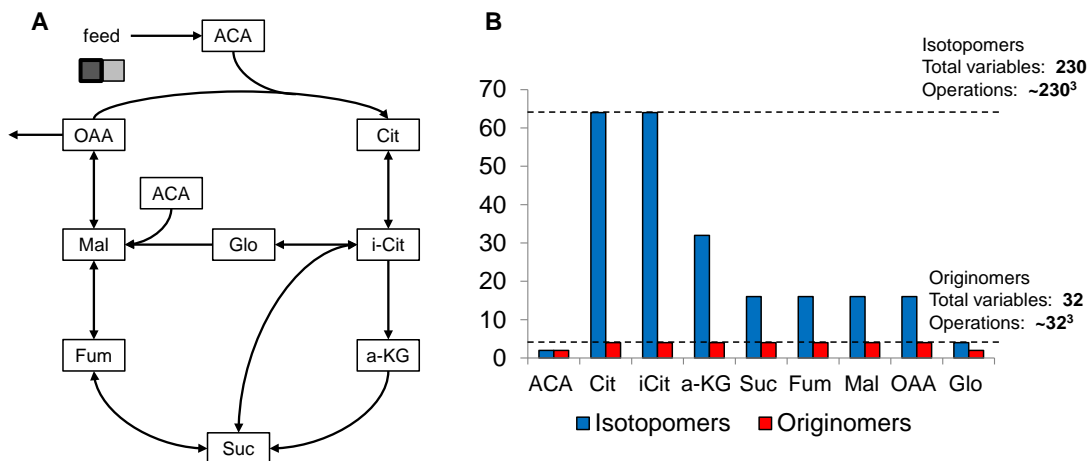 A
feed
ACA
OAA
Cit
ACA
Mal
Glo
i-Cit
Fum
a-KG
Suc
B
Isotopomers
Total variables: 230
Operations: ~230³
70
60
50
40
30
20
10
0
Originomers
Total variables: 32
Operations: ~32³
ACA Cit iCit a-KG Suc Fum Mal OAA Glo
Isotopomers Originomers